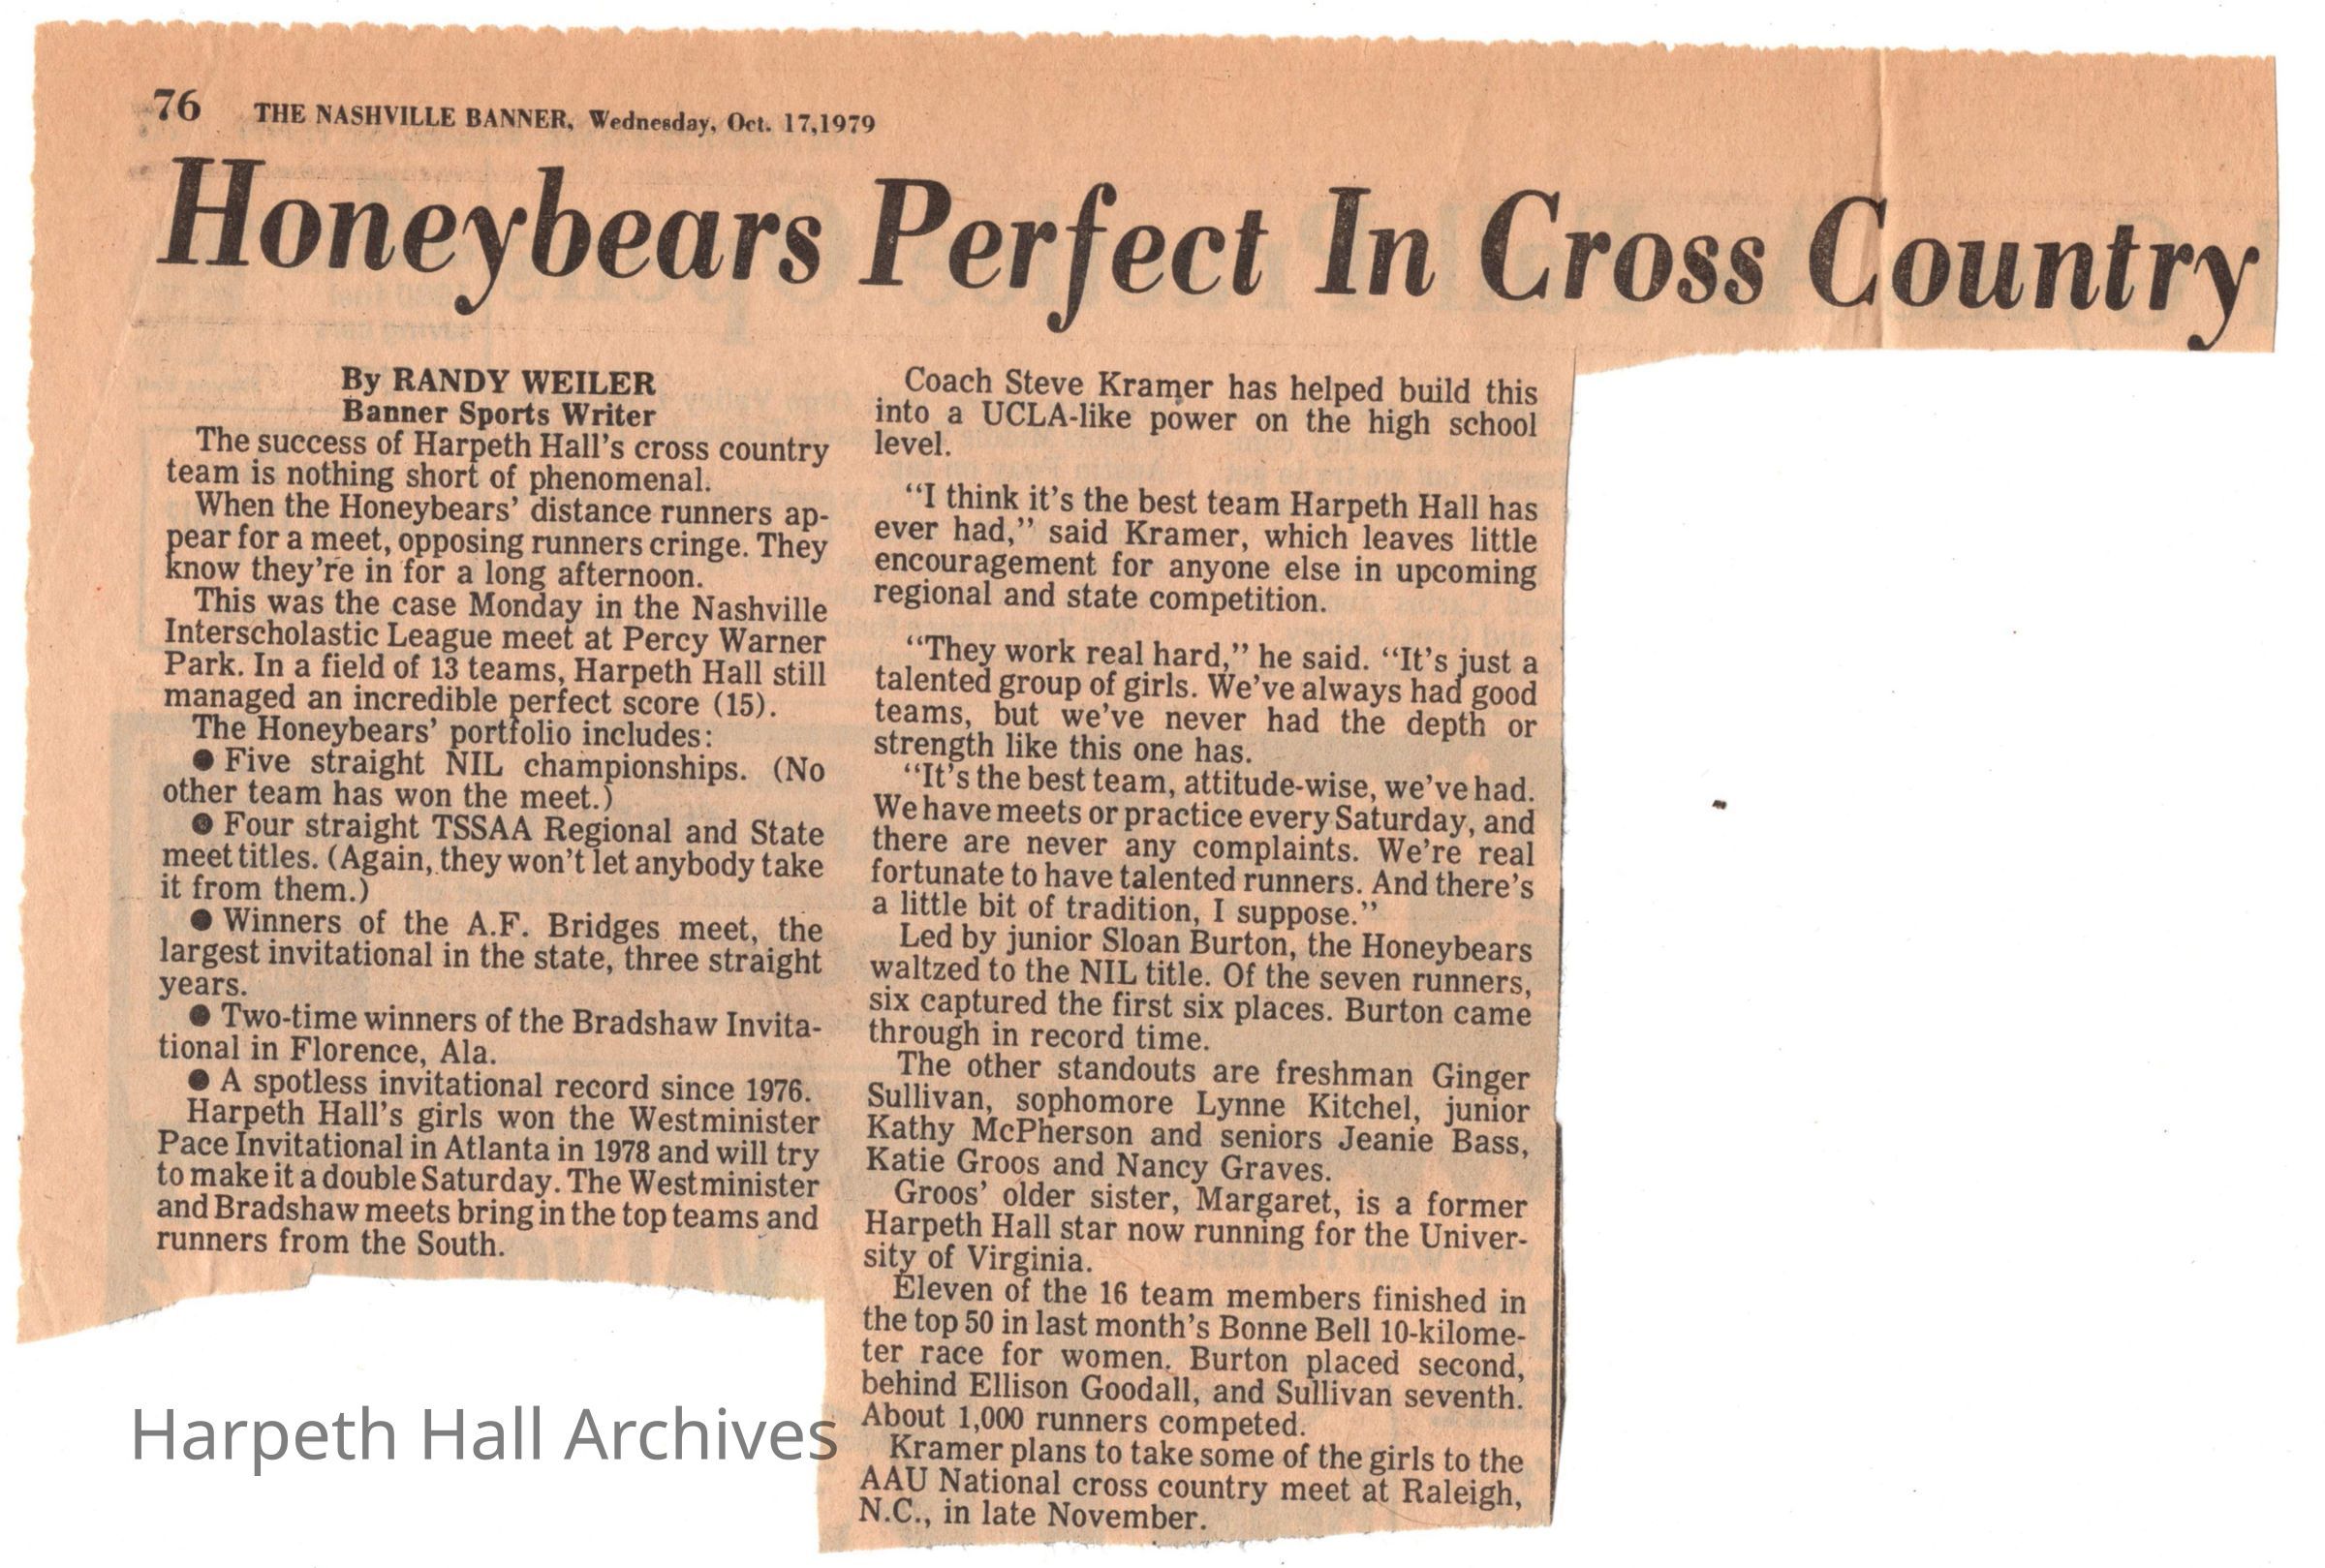 76 THE NASHVILLE BANNER, Wednesday, Oct. 17,1979
Honeybears Perfect In Cross Country
By RANDY WEILER
Banner Sports Writer
The success of Harpeth Hall's cross country
team is nothing short of phenomenal.
When the Honeybears' distance runners ap-
pear for a meet, opposing runners cringe. They
know they're in for a long afternoon.
This was the case Monday in the Nashville
Interscholastic League meet at Percy Warner
Park. In a field of 13 teams, Harpeth Hall still
managed an incredible perfect score (15).
The Honeybears' portfolio includes:
● Five straight NIL championships. (No
other team has won the meet.)
● Four straight TSSAA Regional and State
meet titles. (Again, they won't let anybody take
it from them.)
● Winners of the A.F. Bridges meet, the
largest invitational in the state, three straight
years.
● Two-time winners of the Bradshaw Invita-
tional in Florence, Ala.
● A spotless invitational record since 1976.
Harpeth Hall's girls won the Westminister
Pace Invitational in Atlanta in 1978 and will try
to make it a double Saturday. The Westminister
and Bradshaw meets bring in the top teams and
runners from the South.
Coach Steve Kramer has helped build this
into a UCLA-like power on the high school
level.
"I think it's the best team Harpeth Hall has
ever had," said Kramer, which leaves little
encouragement for anyone else in upcoming
regional and state competition.
"They work real hard," he said. "It's just a
talented group of girls. We've always had good
teams, but we've never had the depth or
strength like this one has.
"It's the best team, attitude-wise, we've had.
We have meets or practice every Saturday, and
there are never any complaints. We're real
fortunate to have talented runners. And there's
a little bit of tradition, I suppose."
Led by junior Sloan Burton, the Honeybears
waltzed to the NIL title. Of the seven runners,
six captured the first six places. Burton came
through in record time.
The other standouts are freshman Ginger
Sullivan, sophomore Lynne Kitchel, junior
Kathy McPherson and seniors Jeanie Bass,
Katie Groos and Nancy Graves.
Groos' older sister, Margaret, is a former
Harpeth Hall star now running for the Univer-
sity of Virginia.
Eleven of the 16 team members finished in
the top 50 in last month's Bonne Bell 10-kilome-
ter race for women. Burton placed second,
behind Ellison Goodall, and Sullivan seventh.
About 1,000 runners competed.
Kramer plans to take some of the girls to the
AAU National cross country meet at Raleigh,
N.C., in late November.
Harpeth Hall Archives